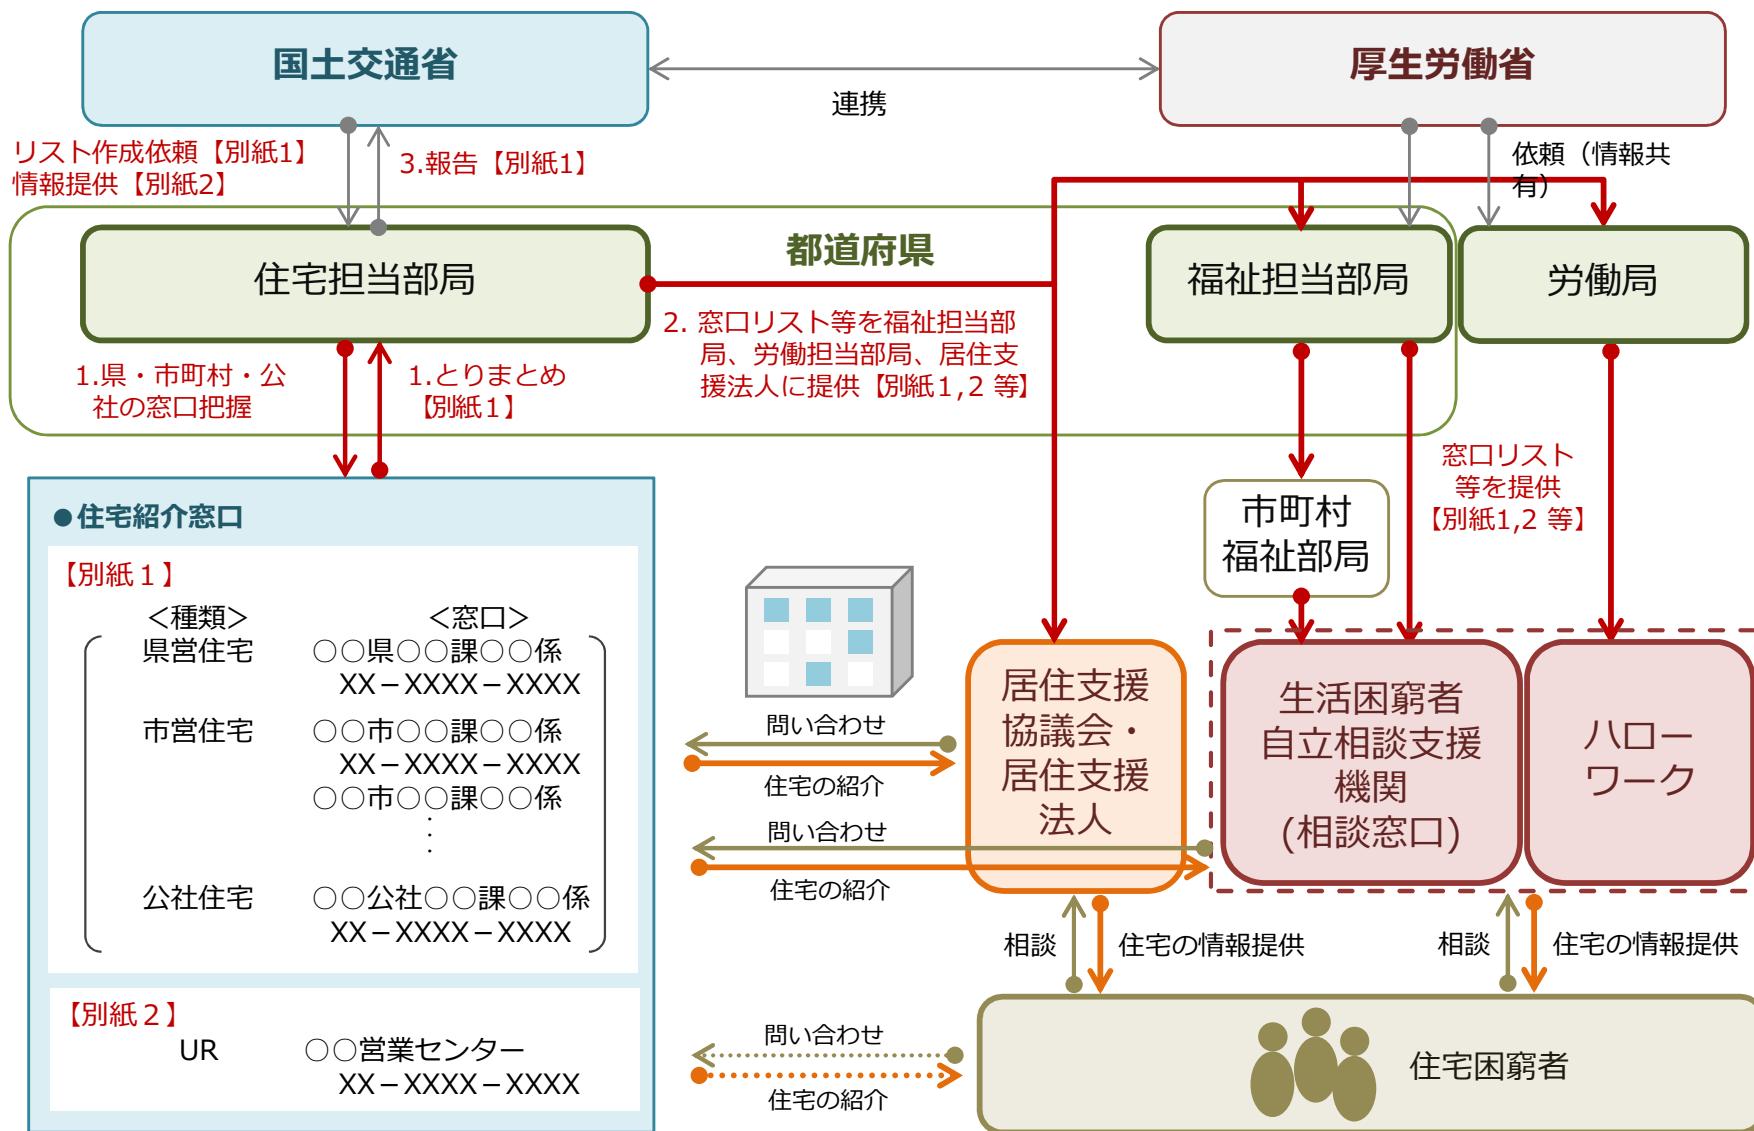 国土交通省
厚生労働省
連携
リスト作成依頼【別紙1】
情報提供【別紙2】
3.報告【別紙1】
依頼（情報共
有）
都道府県
住宅担当部局
福祉担当部局
労働局
2. 窓口リスト等を福祉担当部
局、労働担当部局、居住支
援法人に提供【別紙1,2 等】
1.県・市町村・公
社の窓口把握
1.とりまとめ
【別紙１】
窓口リスト
等を提供
【別紙1,2 等】
市町村
福祉部局
●住宅紹介窓口
【別紙１】
＜種類＞ ＜窓口＞
県営住宅 ○○県○○課○○係
XX－XXXX－XXXX
市営住宅 ○○市○○課○○係
XX－XXXX－XXXX
○○市○○課○○係
：
公社住宅 ○○公社○○課○○係
XX－XXXX－XXXX
【別紙２】
UR ○○営業センター
XX－XXXX－XXXX
問い合わせ
住宅の紹介
問い合わせ
住宅の紹介
居住支援
協議会・
居住支援
法人
生活困窮者
自立相談支援
機関
(相談窓口)
ハロー
ワーク
相談
住宅の情報提供
相談
住宅の情報提供
問い合わせ
住宅の紹介
住宅困窮者